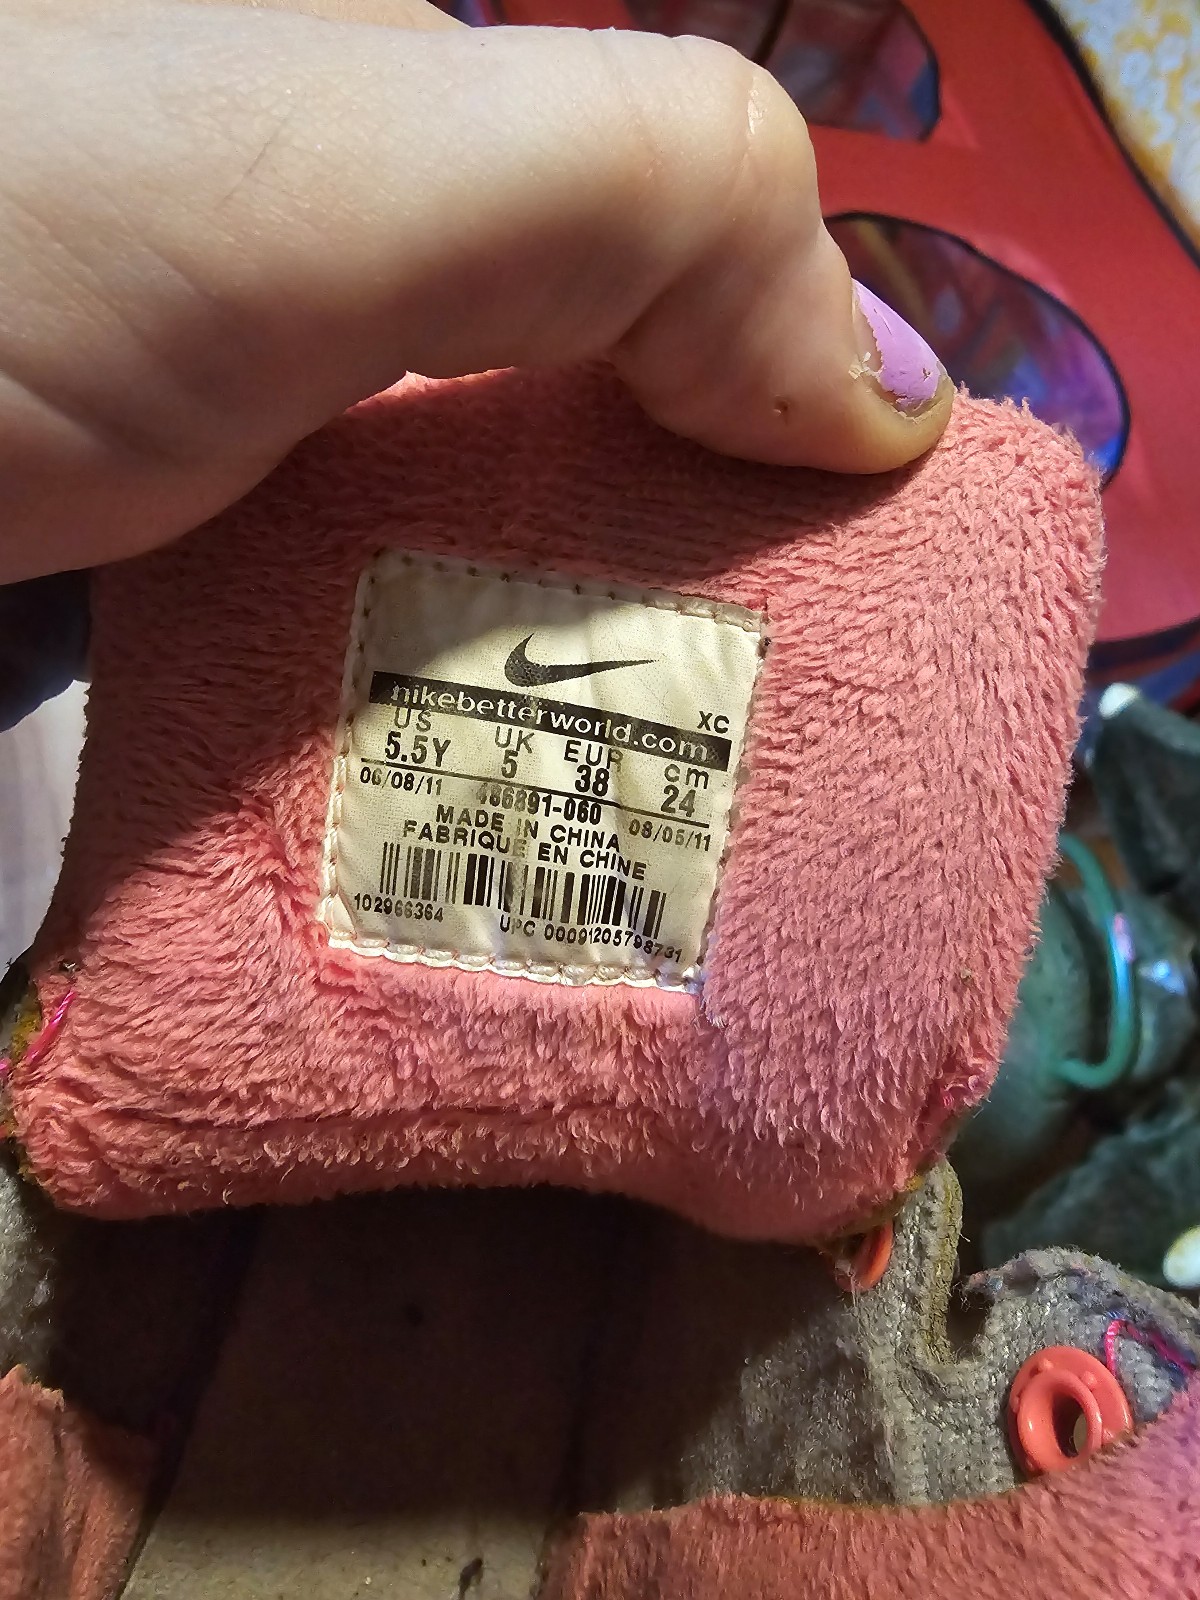 nikebetterworld.com
XC
US UK EUR cm
5.5Y 5 38 24
06/08/11 08/05/11
MADE IN CHINA
FABRIQUE EN CHINE
102966364
UPC 00091205798731